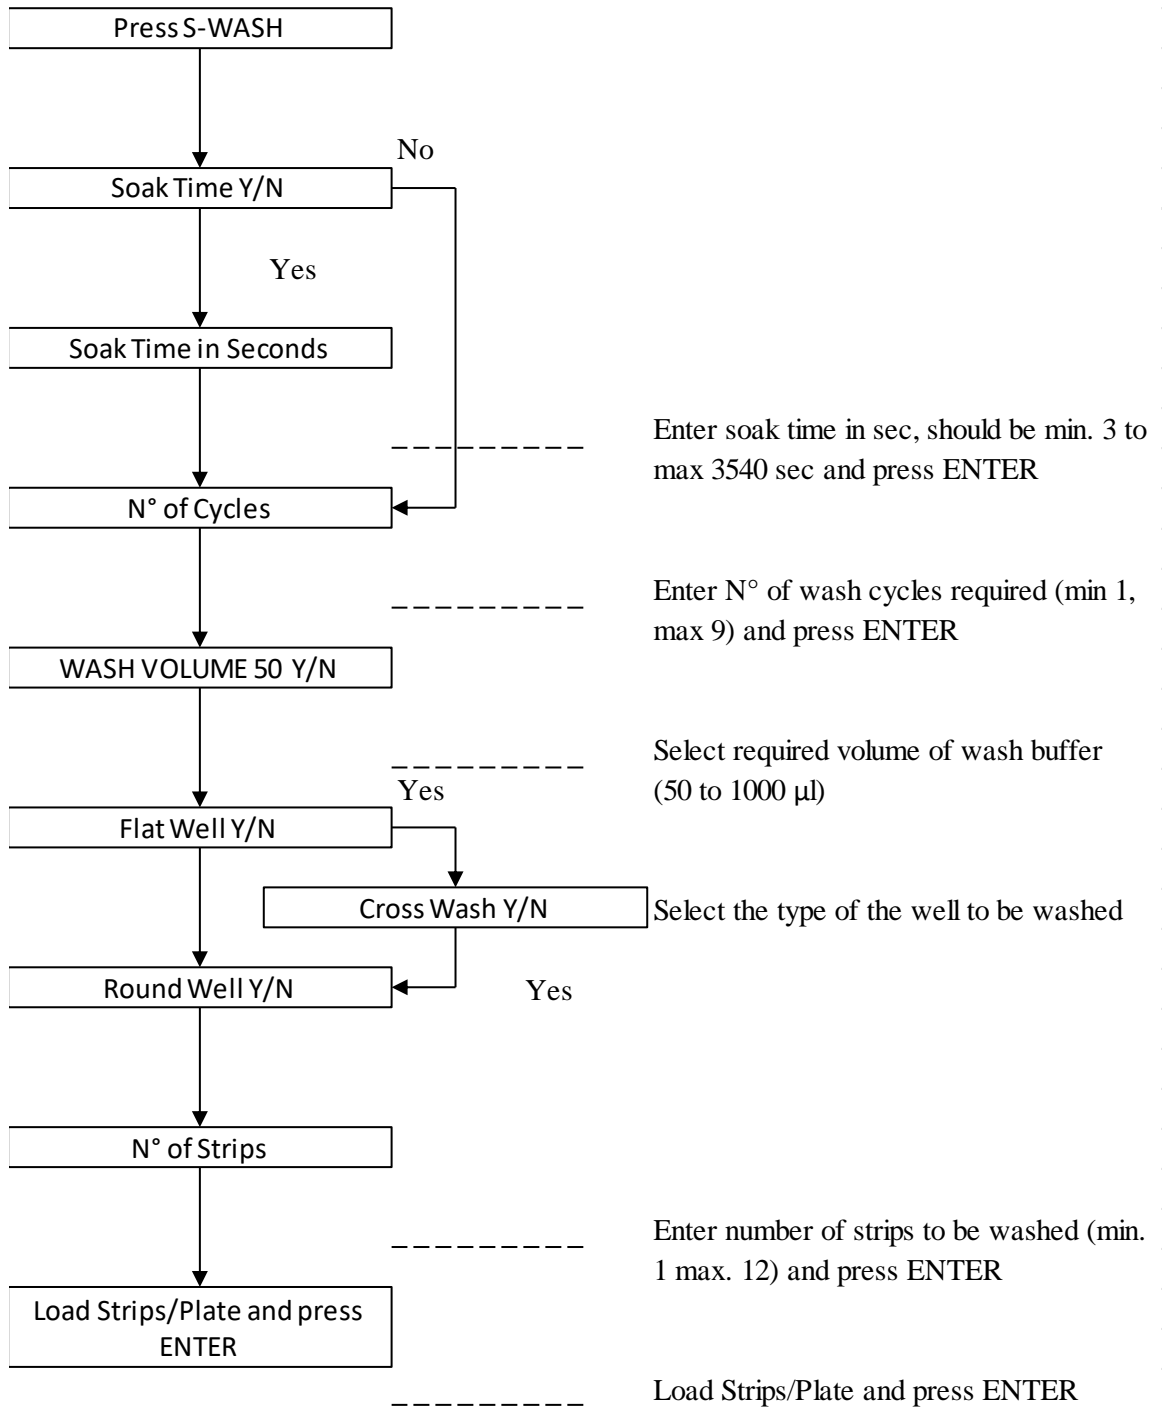 Press S-WASH
No
Soak Time Y/N
Yes
Soak Time in Seconds
Enter soak time in sec, should be min. 3 to
max 3540 sec and press ENTER
N° of Cycles
Enter N° of wash cycles required (min 1,
max 9) and press ENTER
WASH VOLUME 50 Y/N
Select required volume of wash buffer
(50 to 1000 µl)
Yes
Flat Well Y/N
Cross Wash Y/N
Select the type of the well to be washed
Round Well Y/N
Yes
N° of Strips
Enter number of strips to be washed (min.
1 max. 12) and press ENTER
Load Strips/Plate and press
ENTER
Load Strips/Plate and press ENTER